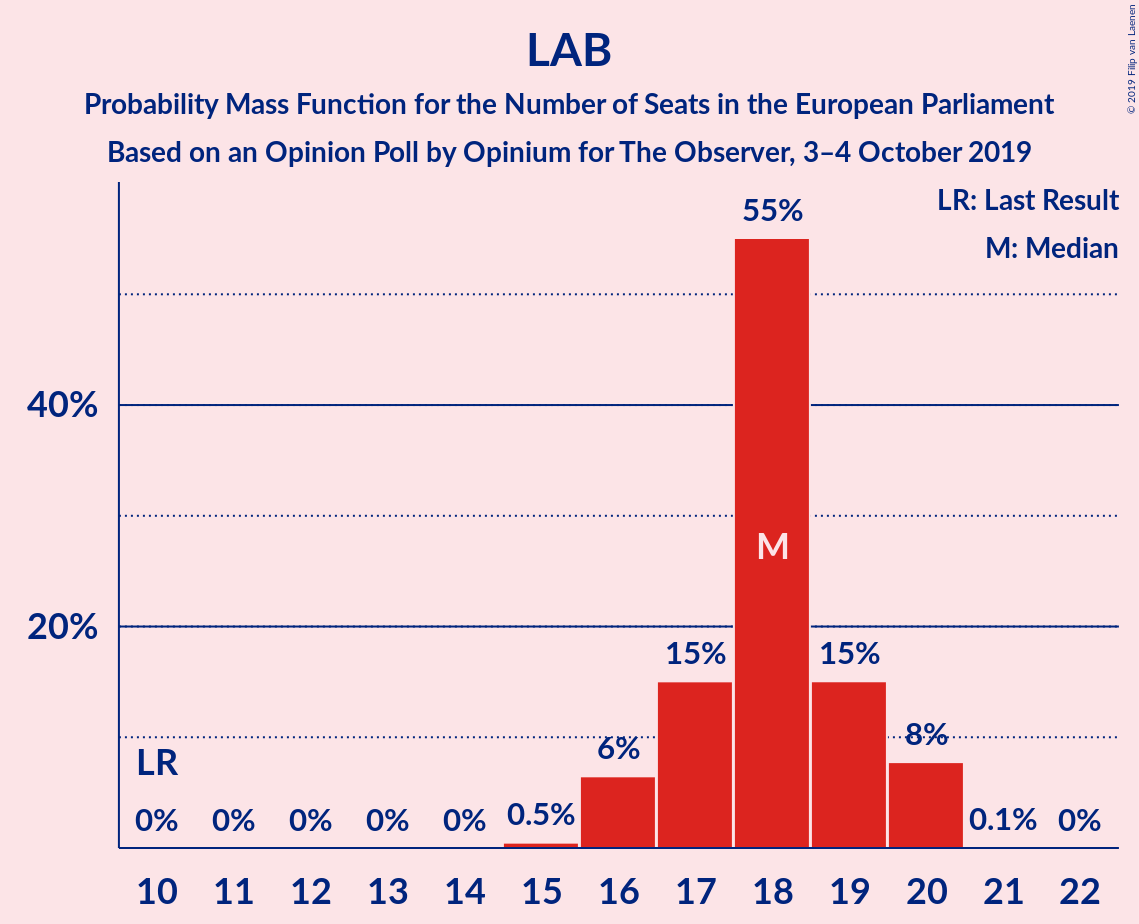 LAB
Probability Mass Function for the Number of Seats in the European Parliament
Based on an Opinion Poll by Opinium for The Observer, 3–4 October 2019
© 2019 Filip van Laenen
LR: Last Result
M: Median
55%
40%
M
20%
15% 15%
6% 8%
LR
0% 0% 0% 0% 0% 0.5% 0.1% 0%
10 11 12 13 14 15 16 17 18 19 20 21 22